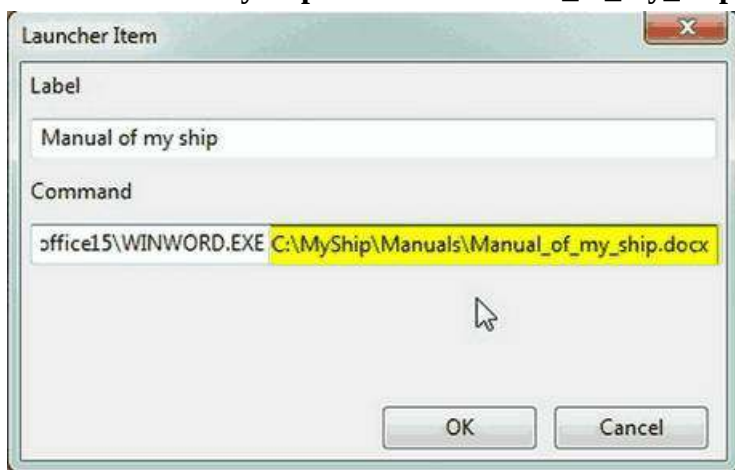 Launcher Item
Label
Manual of my ship
Command
office15\WINWORD.EXE C:\MyShip\Manuals\Manual_of_my_ship.docx
OK
Cancel